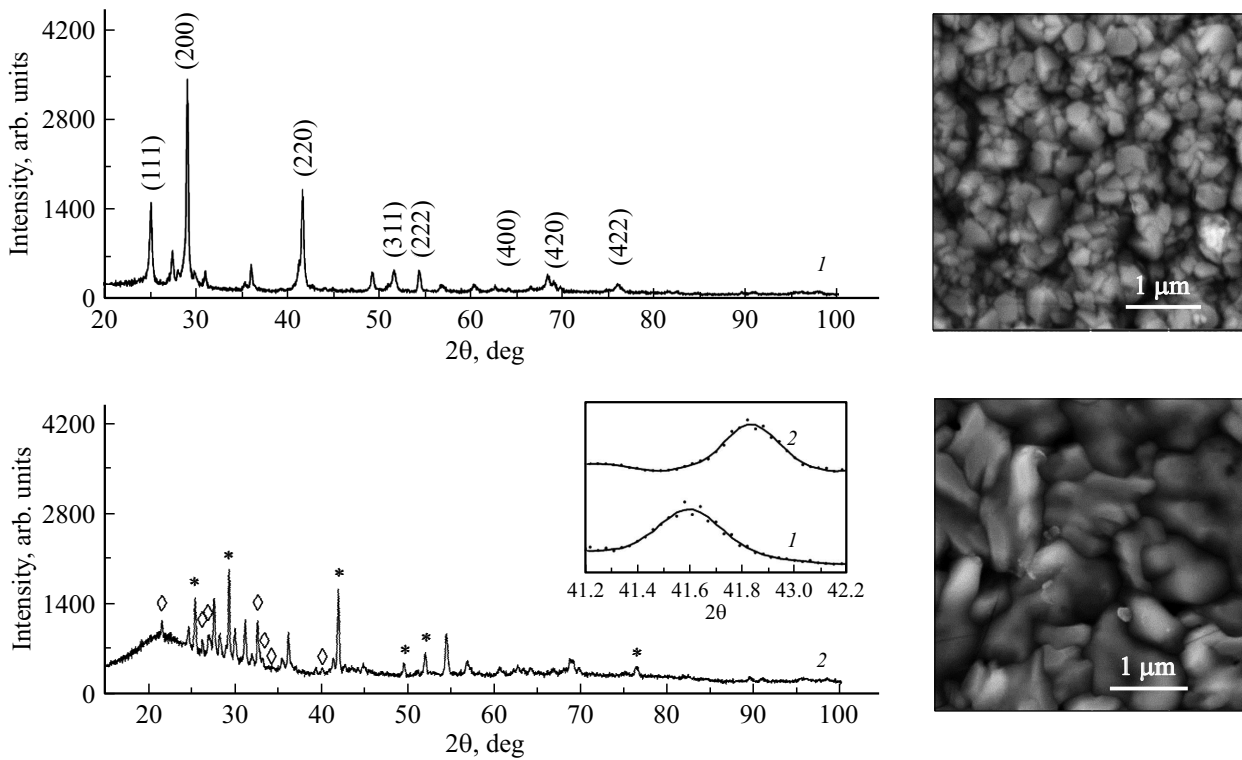 4200
2800
1400
0
Intensity, arb. units
(111)
(200)
(220)
(311)
(222)
(400)
(420)
(422)
1
20 30 40 50 60 70 80 90 100
2θ, deg
1 μm
4200
2800
1400
0
Intensity, arb. units
* * * * * *
2
2
1
41.2 41.4 41.6 41.8 43.0 42.2
2θ
20 30 40 50 60 70 80 90 100
2θ, deg
1 μm